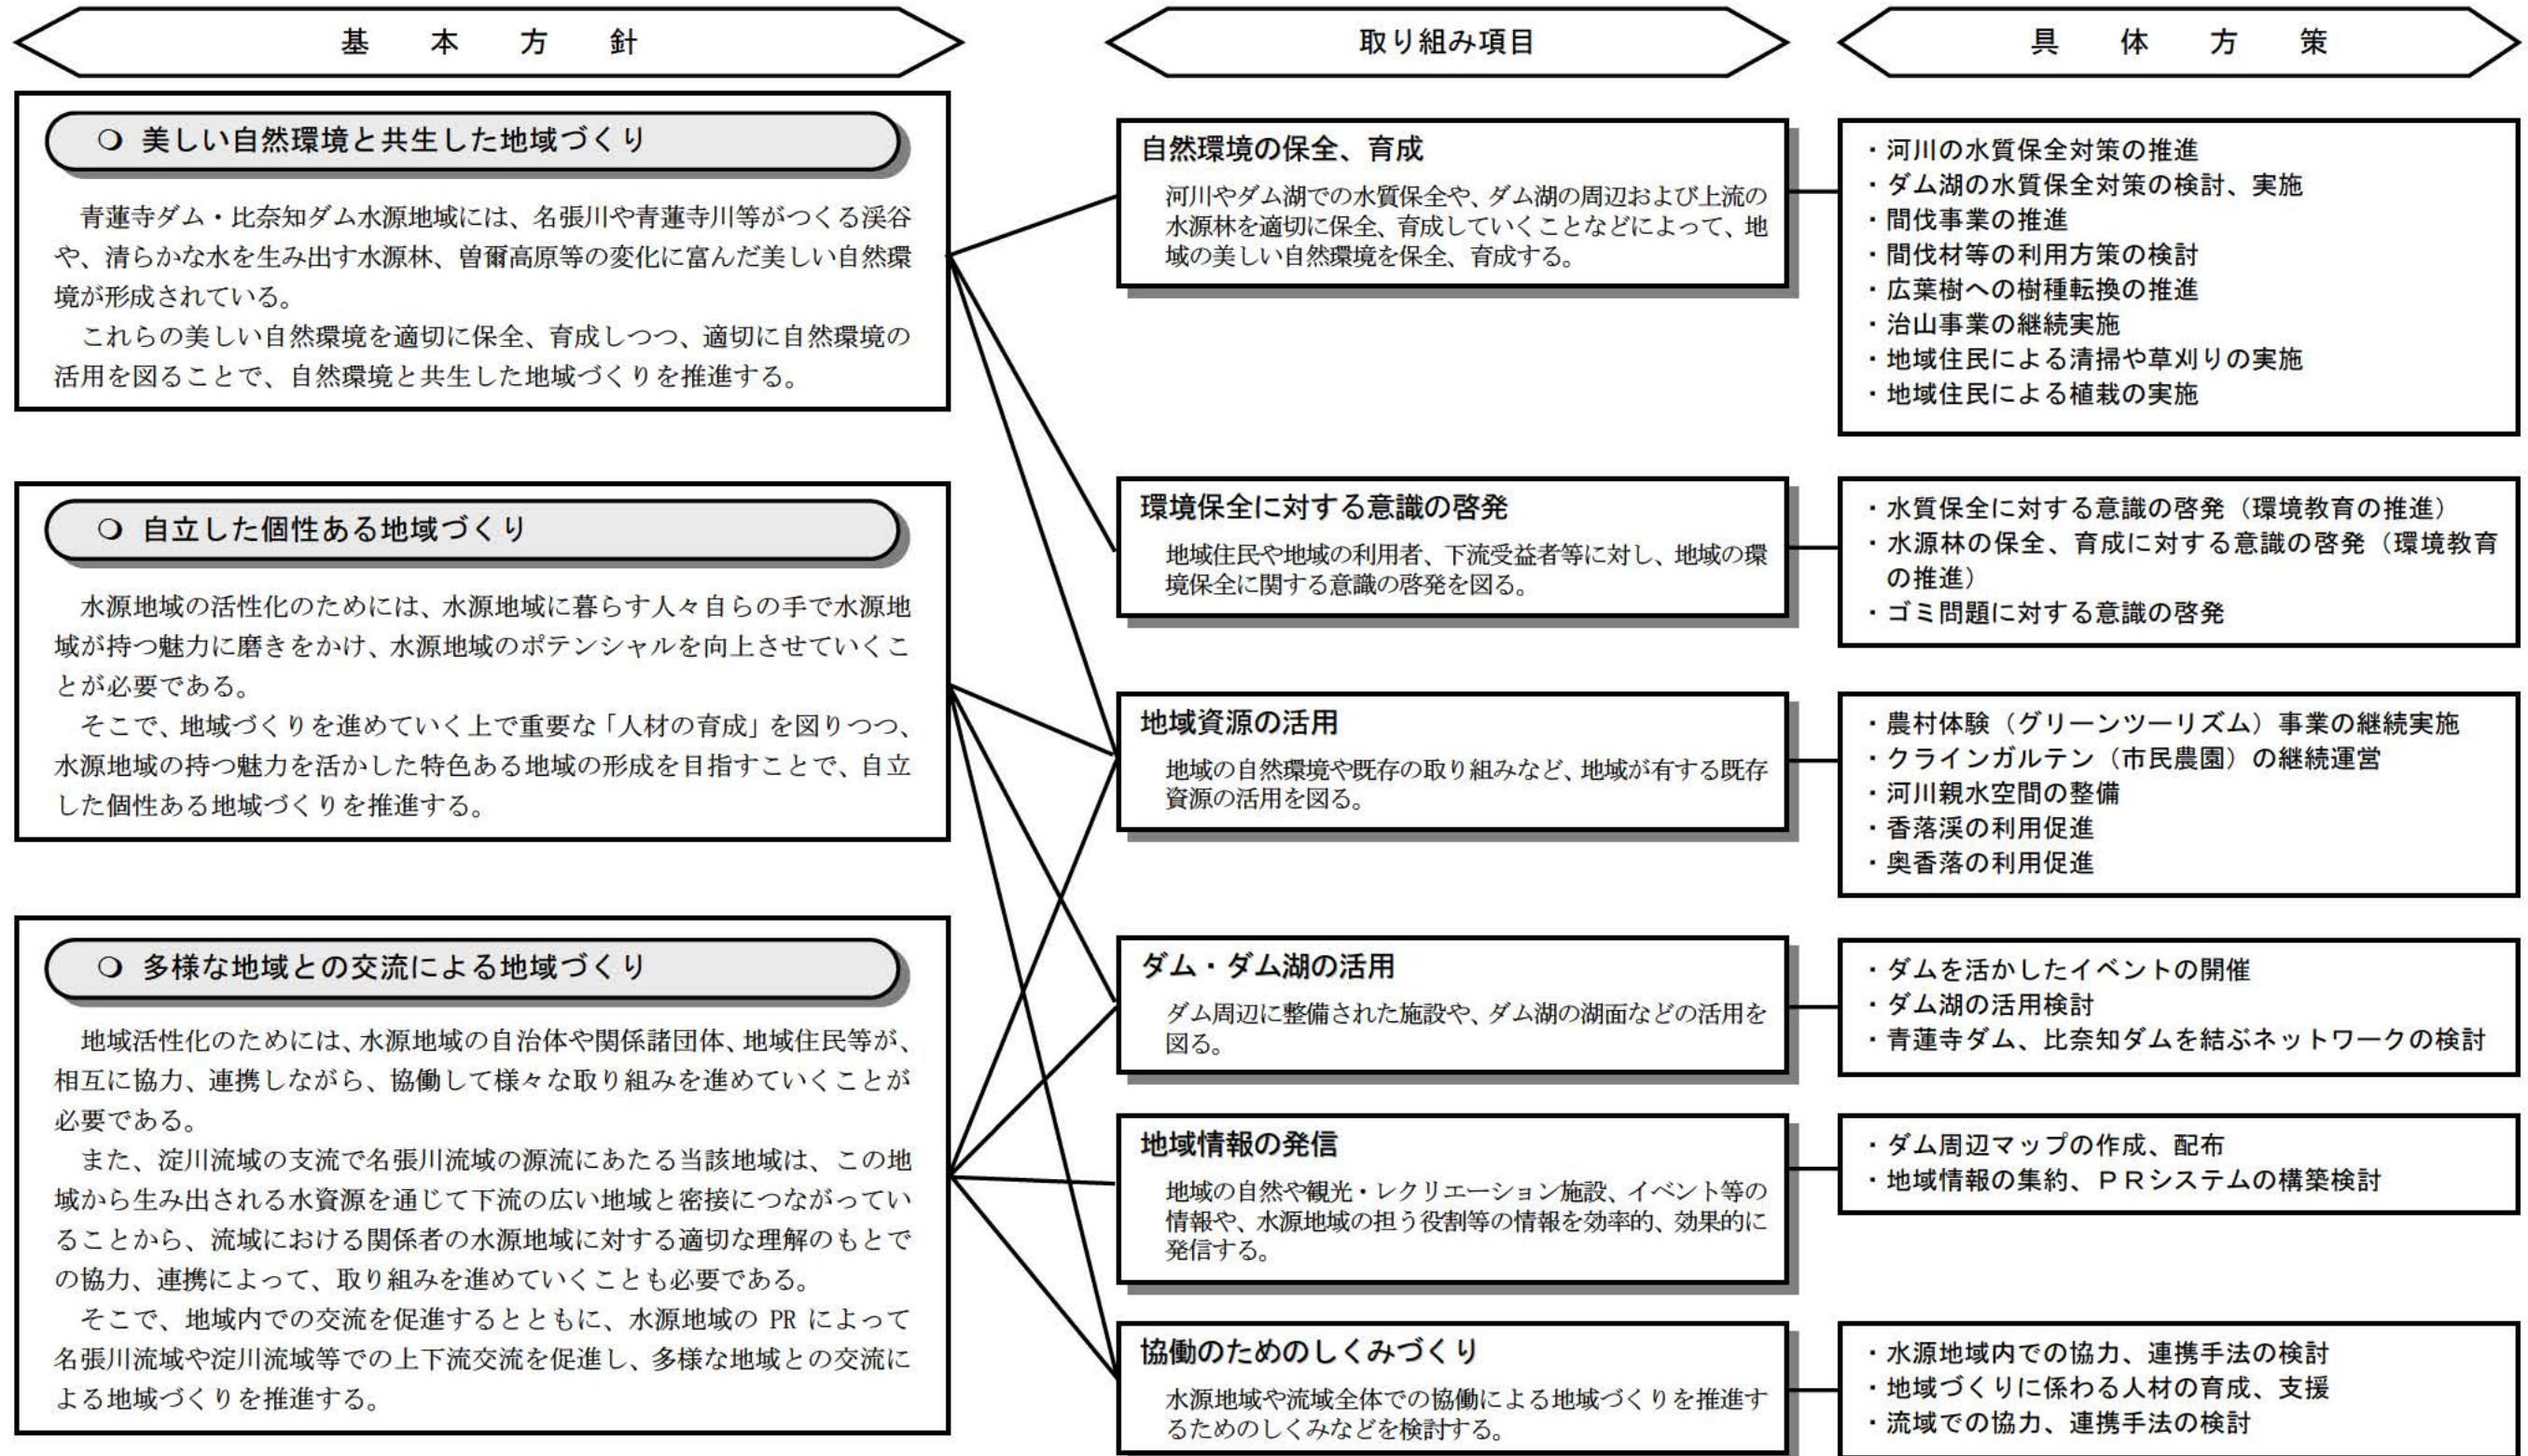 基本方針
取り組み項目
具体方策
○ 美しい自然環境と共生した地域づくり
青蓮寺ダム・比奈知ダム水源地域には、名張川や青蓮寺川等がつくる渓谷
や、清らかな水を生み出す水源林、曽爾高原等の変化に富んだ美しい自然環
境が形成されている。
これらの美しい自然環境を適切に保全、育成しつつ、適切に自然環境の
活用を図ることで、自然環境と共生した地域づくりを推進する。
○ 自立した個性ある地域づくり
水源地域の活性化のためには、水源地域に暮らす人々自らの手で水源地
域が持つ魅力に磨きをかけ、水源地域のポテンシャルを向上させていくこ
とが必要である。
そこで、地域づくりを進めていく上で重要な「人材の育成」を図りつつ、
水源地域の持つ魅力を活かした特色ある地域の形成を目指すことで、自立
した個性ある地域づくりを推進する。
○ 多様な地域との交流による地域づくり
地域活性化のためには、水源地域の自治体や関係諸団体、地域住民等が、
相互に協力、連携しながら、協働して様々な取り組みを進めていくことが
必要である。
また、淀川流域の支流で名張川流域の源流にあたる当該地域は、この地
域から生み出される水資源を通じて下流の広い地域と密接につながってい
ることから、流域における関係者の水源地域に対する適切な理解のもとで
の協力、連携によって、取り組みを進めていくことも必要である。
そこで、地域内での交流を促進するとともに、水源地域の PR によって
名張川流域や淀川流域等での上下流交流を促進し、多様な地域との交流に
よる地域づくりを推進する。
自然環境の保全、育成
河川やダム湖での水質保全や、ダム湖の周辺および上流の
水源林を適切に保全、育成していくことなどによって、地
域の美しい自然環境を保全、育成する。
環境保全に対する意識の啓発
地域住民や地域の利用者、下流受益者等に対し、地域の環
境保全に関する意識の啓発を図る。
地域資源の活用
地域の自然環境や既存の取り組みなど、地域が有する既存
資源の活用を図る。
ダム・ダム湖の活用
ダム周辺に整備された施設や、ダム湖の湖面などの活用を
図る。
地域情報の発信
地域の自然や観光・レクリエーション施設、イベント等の
情報や、水源地域の担う役割等の情報を効率的、効果的に
発信する。
協働のためのしくみづくり
水源地域や流域全体での協働による地域づくりを推進す
るためのしくみなどを検討する。
・河川の水質保全対策の推進
・ダム湖の水質保全対策の検討、実施
・間伐事業の推進
・間伐材等の利用方策の検討
・広葉樹への樹種転換の推進
・治山事業の継続実施
・地域住民による清掃や草刈りの実施
・地域住民による植栽の実施
・水質保全に対する意識の啓発（環境教育の推進）
・水源林の保全、育成に対する意識の啓発（環境教育
の推進）
・ゴミ問題に対する意識の啓発
・農村体験（グリーンツーリズム）事業の継続実施
・クラインガルテン（市民農園）の継続運営
・河川親水空間の整備
・香落渓の利用促進
・奥香落の利用促進
・ダムを活かしたイベントの開催
・ダム湖の活用検討
・青蓮寺ダム、比奈知ダムを結ぶネットワークの検討
・ダム周辺マップの作成、配布
・地域情報の集約、ＰＲシステムの構築検討
・水源地域内での協力、連携手法の検討
・地域づくりに係わる人材の育成、支援
・流域での協力、連携手法の検討